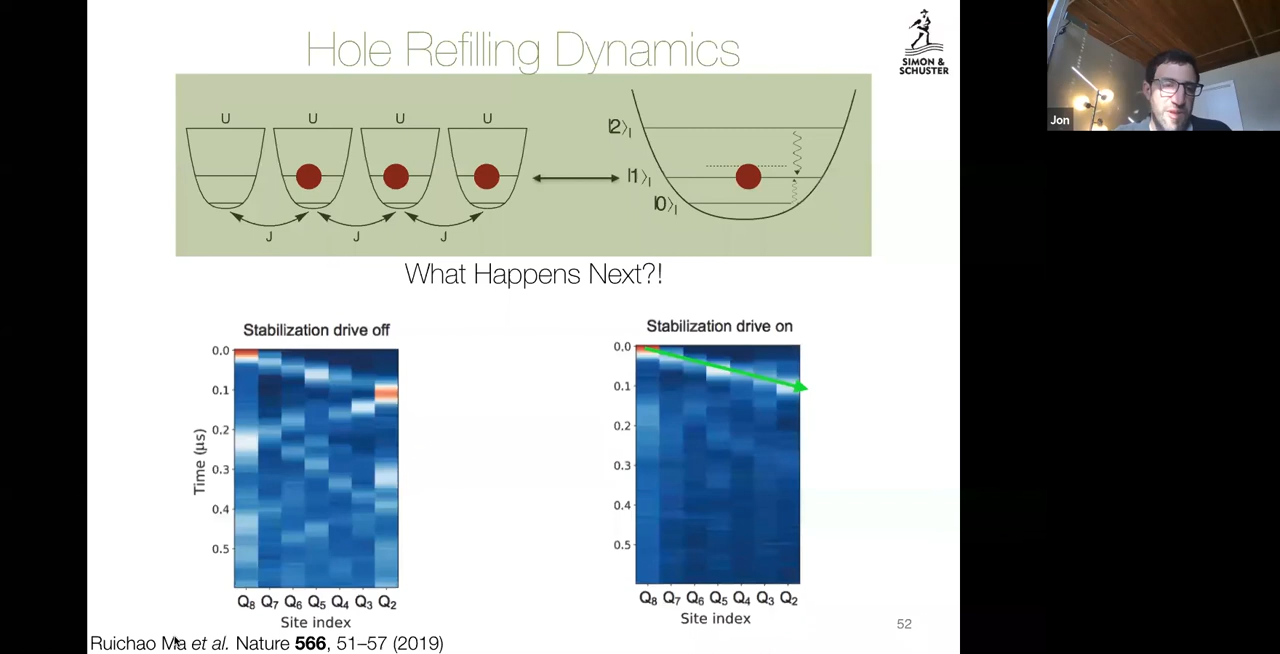 Hole Refilling Dynamics
SIMON &
SCHUSTER
U U U U
|2⟩ₗ
|1⟩ₗ
|0⟩ₗ
J J J
What Happens Next?!
Stabilization drive off
0.0
0.1
0.2
0.3
0.4
0.5
Time (μs)
Q₈ Q₇ Q₆ Q₅ Q₄ Q₃ Q₂
Site index
Stabilization drive on
0.0
0.1
0.2
0.3
0.4
0.5
Q₈ Q₇ Q₆ Q₅ Q₄ Q₃ Q₂
Site index
52
Ruichao Ma et al. Nature 566, 51–57 (2019)
Jon